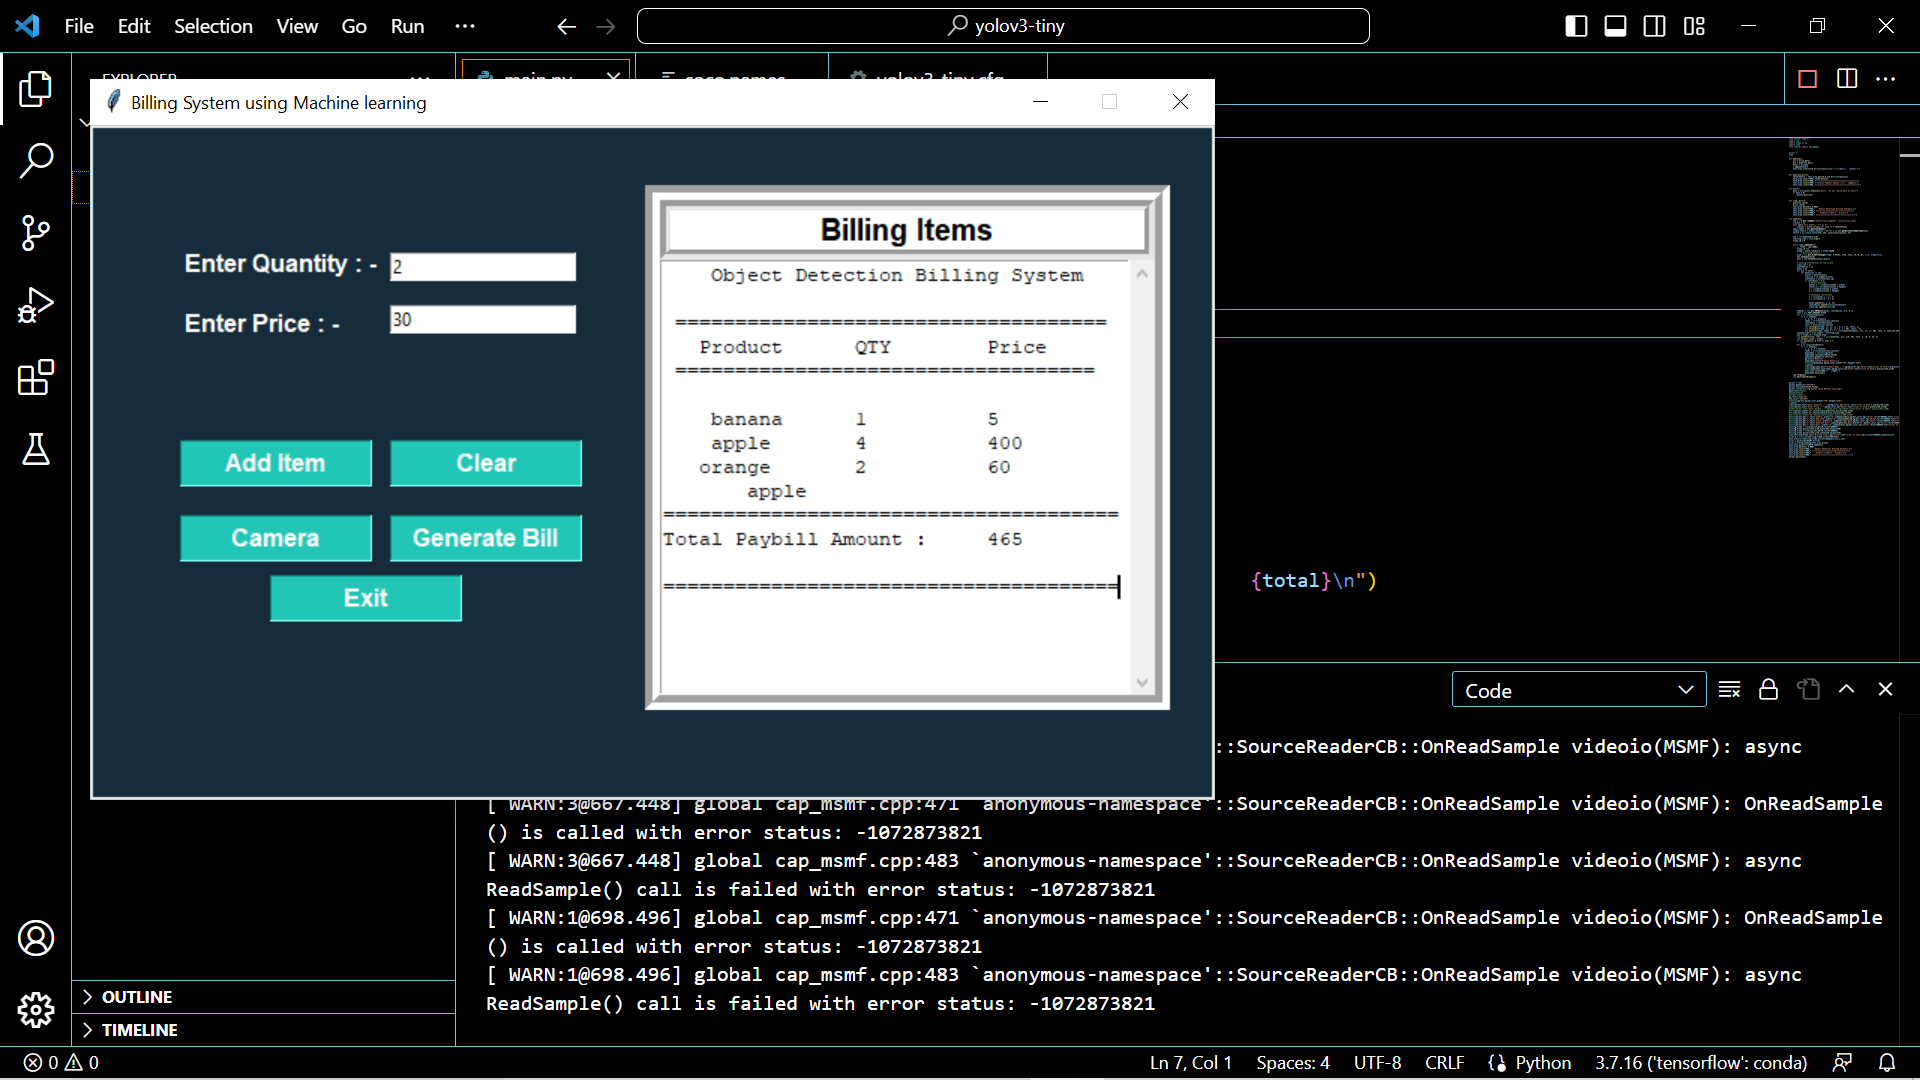 File Edit Selection View Go Run ···
yolov3-tiny
EXPLORER ···
main.py
coco.names
yolov3-tiny.cfg
Billing System using Machine learning
Enter Quantity : - 2
Enter Price : - 30
Add Item Clear
Camera Generate Bill
Exit
Billing Items
Object Detection Billing System
====================================
Product QTY Price
===================================
banana 1 5
apple 4 400
orange 2 60
apple
======================================
Total Paybill Amount : 465
======================================
{total}\n")
Code
::SourceReaderCB::OnReadSample videoio(MSMF): async
[ WARN:3@667.448] global cap_msmf.cpp:471 `anonymous-namespace'::SourceReaderCB::OnReadSample videoio(MSMF): OnReadSample
() is called with error status: -1072873821
[ WARN:3@667.448] global cap_msmf.cpp:483 `anonymous-namespace'::SourceReaderCB::OnReadSample videoio(MSMF): async
ReadSample() call is failed with error status: -1072873821
[ WARN:1@698.496] global cap_msmf.cpp:471 `anonymous-namespace'::SourceReaderCB::OnReadSample videoio(MSMF): OnReadSample
() is called with error status: -1072873821
[ WARN:1@698.496] global cap_msmf.cpp:483 `anonymous-namespace'::SourceReaderCB::OnReadSample videoio(MSMF): async
ReadSample() call is failed with error status: -1072873821
OUTLINE
TIMELINE
0 0
Ln 7, Col 1 Spaces: 4 UTF-8 CRLF Python 3.7.16 ('tensorflow': conda)